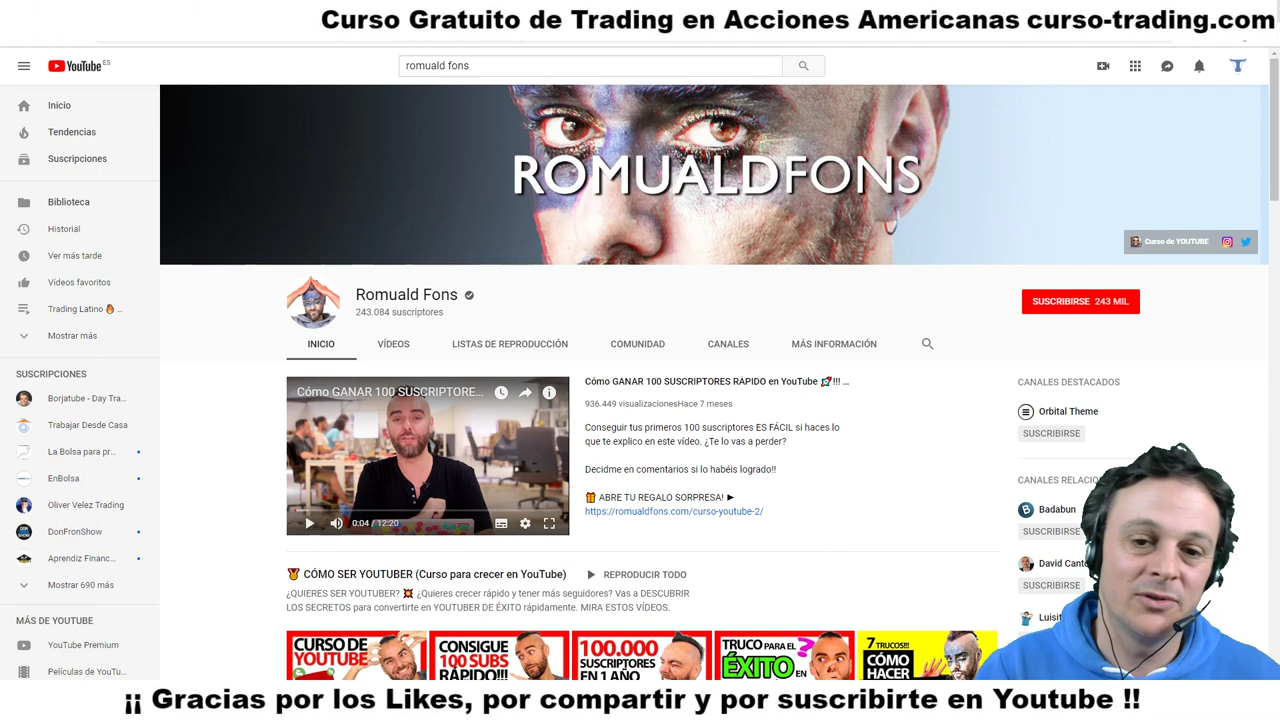 Curso Gratuito de Trading en Acciones Americanas curso-trading.com
YouTube ES
romuald fons
Inicio
Tendencias
Suscripciones
Biblioteca
Historial
Ver más tarde
Vídeos favoritos
Trading Latino 🔥 ...
Mostrar más
SUSCRIPCIONES
Borjatube - Day Tra...
Trabajar Desde Casa
La Bolsa para pr...
EnBolsa
Oliver Velez Trading
DonFronShow
Aprendiz Financ...
Mostrar 690 más
MÁS DE YOUTUBE
YouTube Premium
Películas de YouTu...
ROMUALDFONS
Curso de YOUTUBE
Romuald Fons
243.084 suscriptores
SUSCRIBIRSE 243 MIL
INICIO VÍDEOS LISTAS DE REPRODUCCIÓN COMUNIDAD CANALES MÁS INFORMACIÓN
Cómo GANAR 100 SUSCRIPTORE...
0:04 / 12:20
Cómo GANAR 100 SUSCRIPTORES RÁPIDO en YouTube 🚀!!! ...
936.449 visualizacionesHace 7 meses
Conseguir tus primeros 100 suscriptores ES FÁCIL si haces lo
que te explico en este vídeo. ¿Te lo vas a perder?
Decidme en comentarios si lo habéis logrado!!
🎁 ABRE TU REGALO SORPRESA! ►
https://romualdfons.com/curso-youtube-2/
CANALES DESTACADOS
Orbital Theme
SUSCRIBIRSE
CANALES RELACIO
Badabun
SUSCRIBIRSE
David Canto
SUSCRIBIRSE
Luisit
🏅 CÓMO SER YOUTUBER (Curso para crecer en YouTube) ▶ REPRODUCIR TODO
¿QUIERES SER YOUTUBER? 💥 ¿Quieres crecer rápido y tener más seguidores? Vas a DESCUBRIR
LOS SECRETOS para convertirte en YOUTUBER DE ÉXITO rápidamente. MIRA ESTOS VÍDEOS.
CURSO DE
YOUTUBE
CONSIGUE
100 SUBS
RÁPIDO!!!
100.000
SUSCRIPTORES
EN 1 AÑO
TRUCO PARA EL
ÉXITO EN
?
7 TRUCOS!!!
CÓMO
HACER
¡¡ Gracias por los Likes, por compartir y por suscribirte en Youtube !!